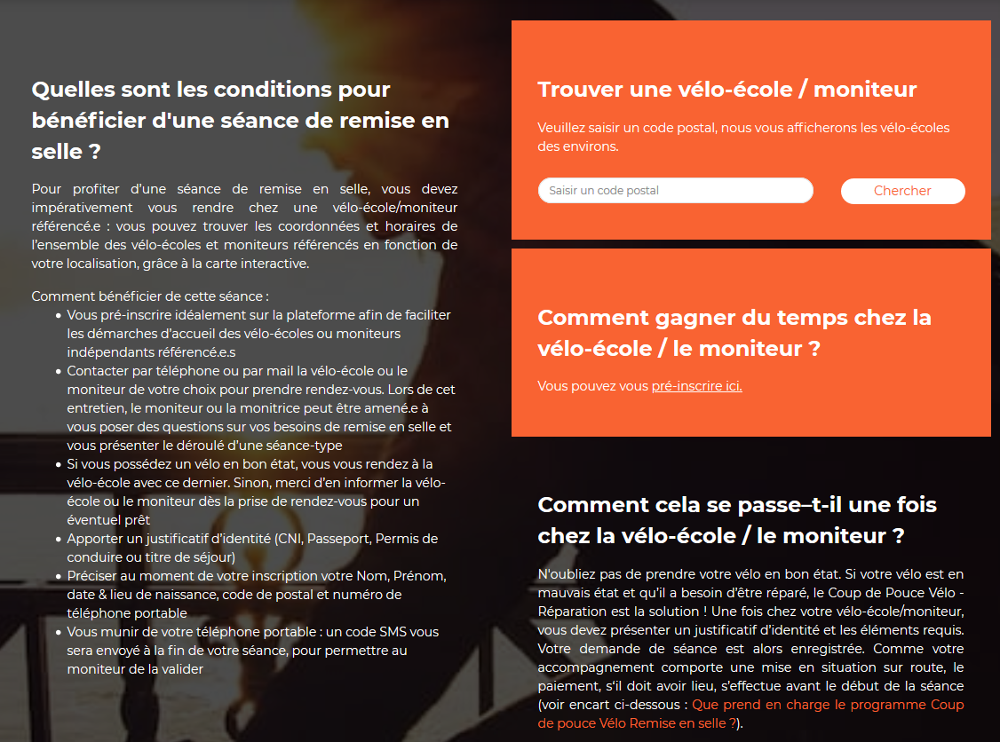 Quelles sont les conditions pour
bénéficier d'une séance de remise en
selle ?
Pour profiter d'une séance de remise en selle, vous devez
impérativement vous rendre chez une vélo-école/moniteur
référencé.e : vous pouvez trouver les coordonnées et horaires de
l'ensemble des vélo-écoles et moniteurs référencés en fonction de
votre localisation, grâce à la carte interactive.
Comment bénéficier de cette séance :
• Vous pré-inscrire idéalement sur la plateforme afin de faciliter
les démarches d'accueil des vélo-écoles ou moniteurs
indépendants référencé.e.s
• Contacter par téléphone ou par mail la vélo-école ou le
moniteur de votre choix pour prendre rendez-vous. Lors de cet
entretien, le moniteur ou la monitrice peut être amené.e à
vous poser des questions sur vos besoins de remise en selle et
vous présenter le déroulé d'une séance-type
• Si vous possédez un vélo en bon état, vous vous rendez à la
vélo-école avec ce dernier. Sinon, merci d'en informer la vélo-
école ou le moniteur dès la prise de rendez-vous pour un
éventuel prêt
• Apporter un justificatif d'identité (CNI, Passeport, Permis de
conduire ou titre de séjour)
• Préciser au moment de votre inscription votre Nom, Prénom,
date & lieu de naissance, code de postal et numéro de
téléphone portable
• Vous munir de votre téléphone portable : un code SMS vous
sera envoyé à la fin de votre séance, pour permettre au
moniteur de la valider
Trouver une vélo-école / moniteur
Veuillez saisir un code postal, nous vous afficherons les vélo-écoles
des environs.
Saisir un code postal
Chercher
Comment gagner du temps chez la
vélo-école / le moniteur ?
Vous pouvez vous pré-inscrire ici.
Comment cela se passe–t-il une fois
chez la vélo-école / le moniteur ?
N'oubliez pas de prendre votre vélo en bon état. Si votre vélo est en
mauvais état et qu'il a besoin d'être réparé, le Coup de Pouce Vélo -
Réparation est la solution ! Une fois chez votre vélo-école/moniteur,
vous devez présenter un justificatif d'identité et les éléments requis.
Votre demande de séance est alors enregistrée. Comme votre
accompagnement comporte une mise en situation sur route, le
paiement, s'il doit avoir lieu, s'effectue avant le début de la séance
(voir encart ci-dessous : Que prend en charge le programme Coup
de pouce Vélo Remise en selle ?).